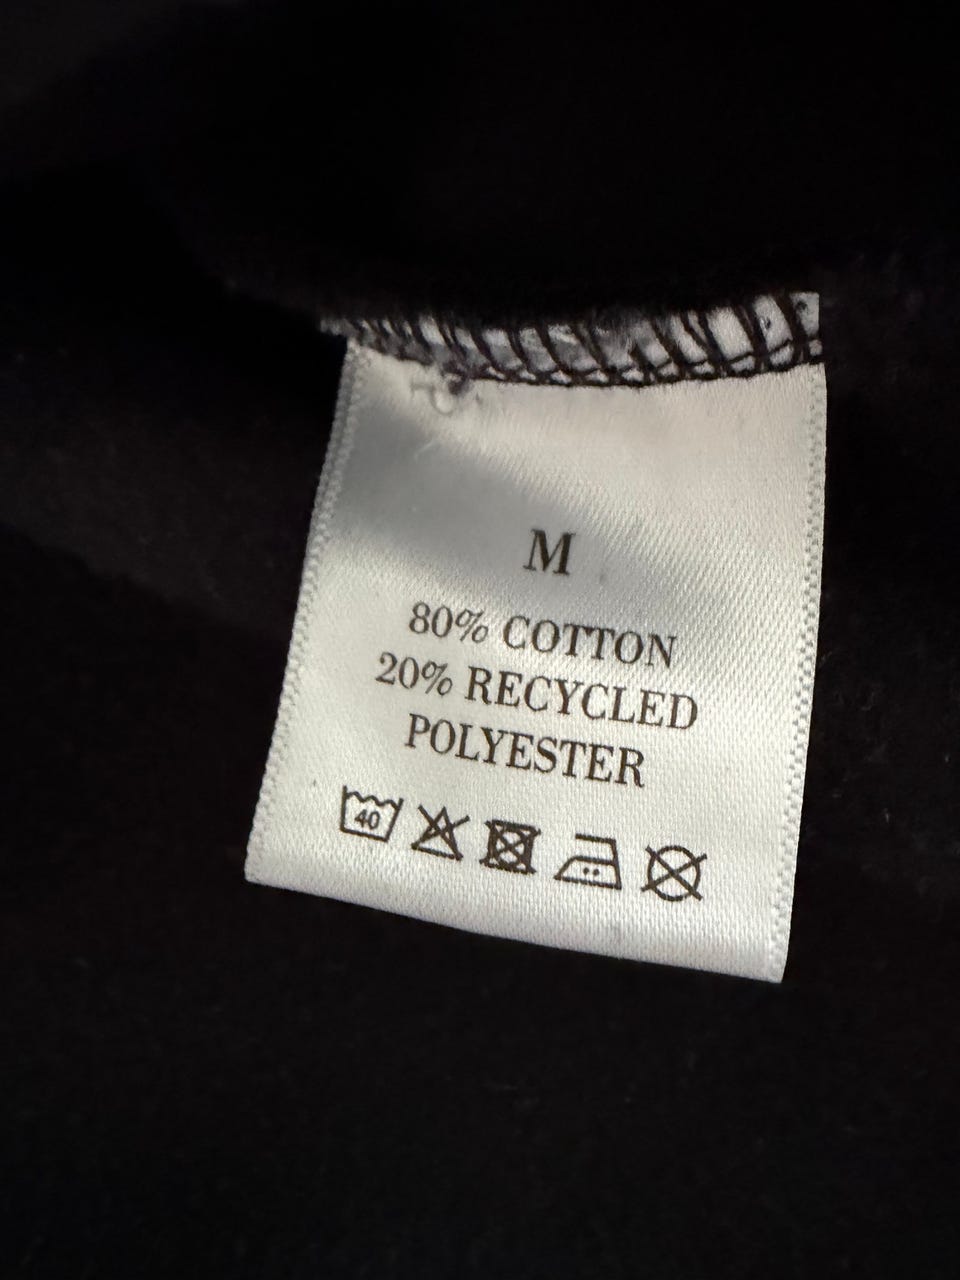 M
80% COTTON
20% RECYCLED
POLYESTER
40